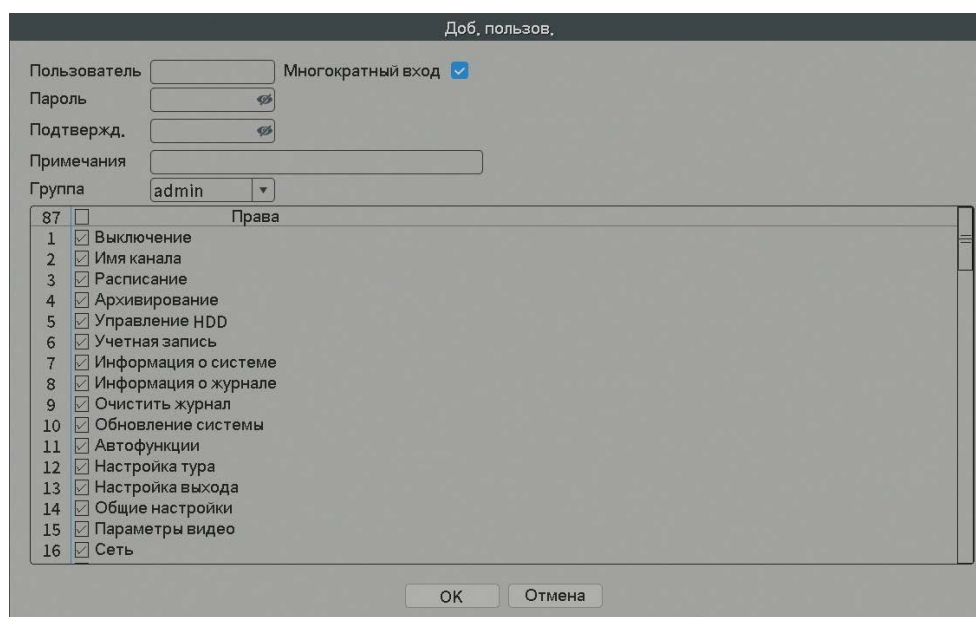 Доб. пользов.
Пользователь Многократный вход
Пароль
Подтвержд.
Примечания
Группа admin
87 Права
1 Выключение
2 Имя канала
3 Расписание
4 Архивирование
5 Управление HDD
6 Учетная запись
7 Информация о системе
8 Информация о журнале
9 Очистить журнал
10 Обновление системы
11 Автофункции
12 Настройка тура
13 Настройка выхода
14 Общие настройки
15 Параметры видео
16 Сеть
OK Отмена